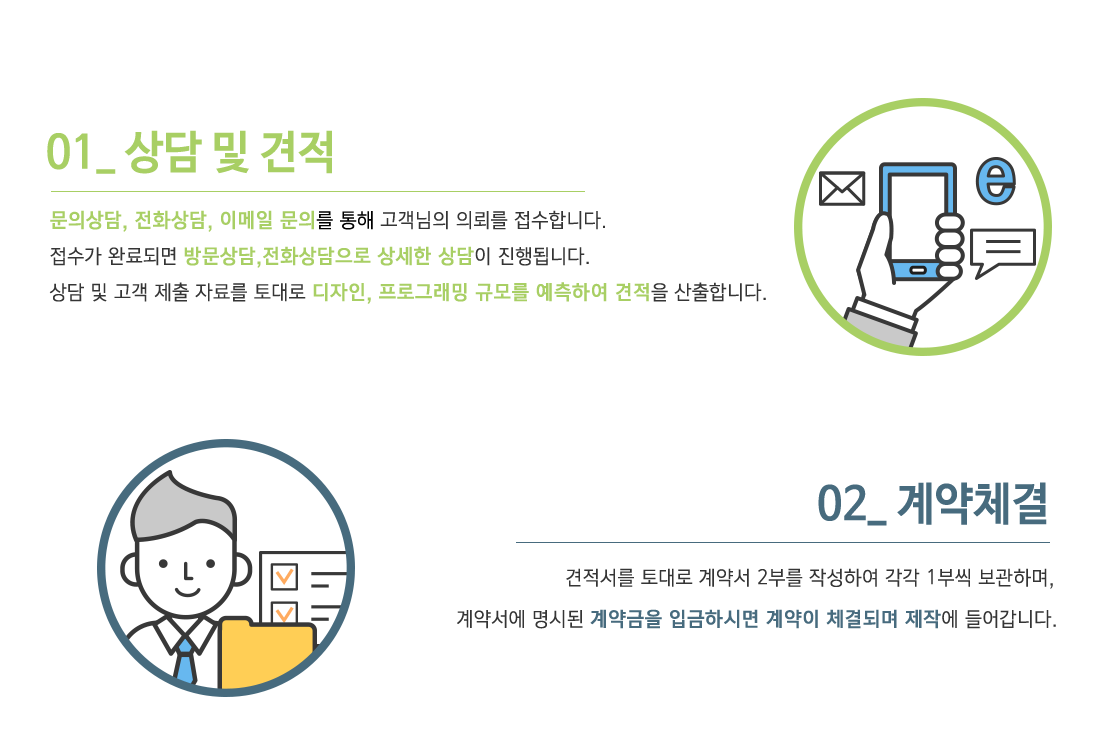 01_ 상담 및 견적
문의상담, 전화상담, 이메일 문의를 통해 고객님의 의뢰를 접수합니다.
접수가 완료되면 방문상담,전화상담으로 상세한 상담이 진행됩니다.
상담 및 고객 제출 자료를 토대로 디자인, 프로그래밍 규모를 예측하여 견적을 산출합니다.
e
02_ 계약체결
견적서를 토대로 계약서 2부를 작성하여 각각 1부씩 보관하며,
계약서에 명시된 계약금을 입금하시면 계약이 체결되며 제작에 들어갑니다.